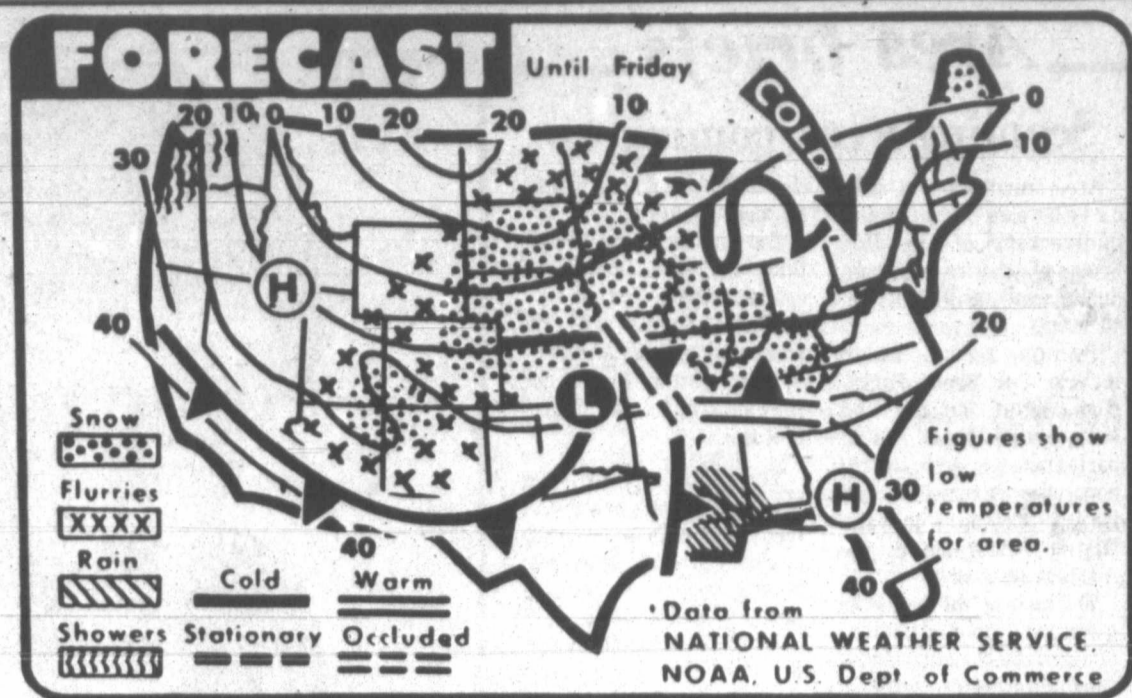 FORECAST Until Friday
COLD
20 10 0 10 20 20 10 0
10
30
H
40
20
L
Snow
Flurries
XXXX
Rain
Showers
Cold
Warm
Stationary
Occluded
H
30
40
40
Figures show
low
temperatures
for area.
Data from
NATIONAL WEATHER SERVICE,
NOAA, U.S. Dept. of Commerce